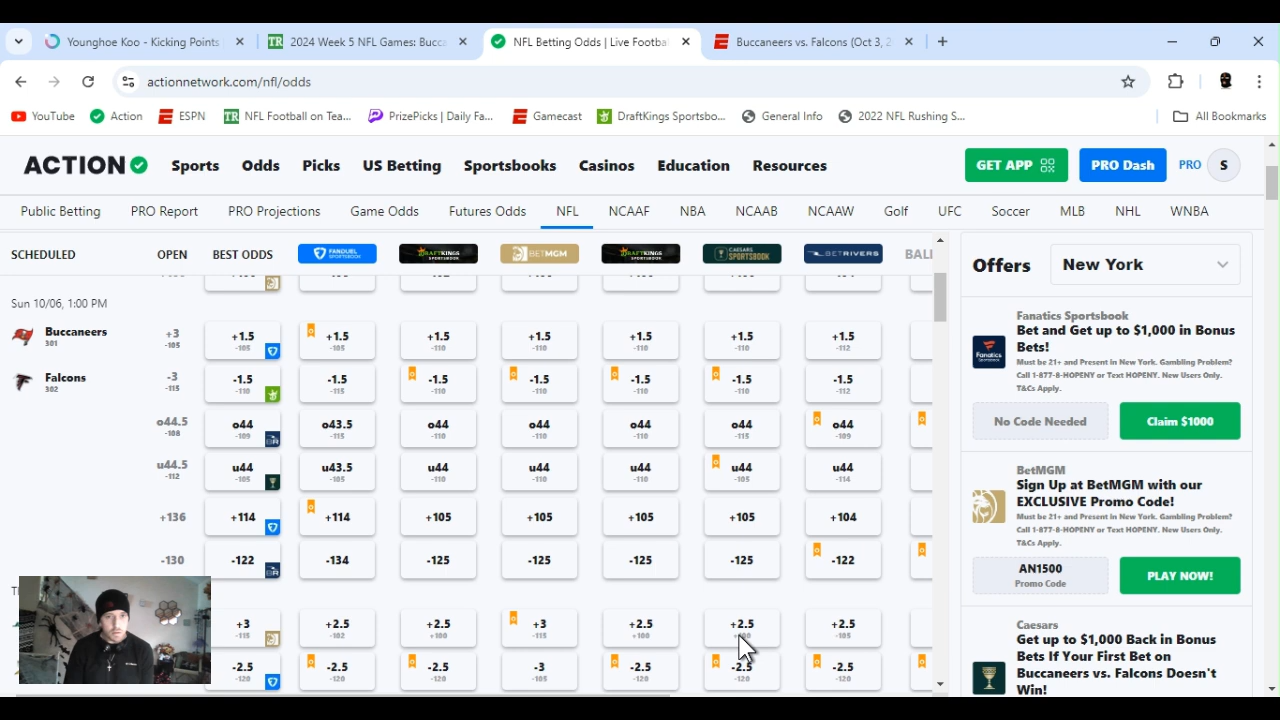 Younghoe Koo - Kicking Points
2024 Week 5 NFL Games: Bucca
NFL Betting Odds | Live Footba
Buccaneers vs. Falcons (Oct 3, 2
actionnetwork.com/nfl/odds
YouTube Action ESPN NFL Football on Tea... PrizePicks | Daily Fa... Gamecast DraftKings Sportsbo... General Info 2022 NFL Rushing S... All Bookmarks
ACTION Sports Odds Picks US Betting Sportsbooks Casinos Education Resources GET APP PRO Dash PRO S
Public Betting PRO Report PRO Projections Game Odds Futures Odds NFL NCAAF NBA NCAAB NCAAW Golf UFC Soccer MLB NHL WNBA
SCHEDULED OPEN BEST ODDS FANDUEL SPORTSBOOK DRAFTKINGS SPORTSBOOK BETMGM DRAFTKINGS SPORTSBOOK CAESARS SPORTSBOOK BETRIVERS BALL
Sun 10/06, 1:00 PM
Buccaneers +3 +1.5 +1.5 +1.5 +1.5 +1.5 +1.5 +1.5
301 -105 -105 -105 -110 -110 -110 -110 -112
Falcons -3 -1.5 -1.5 -1.5 -1.5 -1.5 -1.5 -1.5
302 -115 -110 -115 -110 -110 -110 -110 -112
o44.5 o44 o43.5 o44 o44 o44 o44 o44
-108 -109 -115 -110 -110 -110 -115 -109
u44.5 u44 u43.5 u44 u44 u44 u44 u44
-112 -105 -105 -110 -110 -110 -105 -114
+136 +114 +114 +105 +105 +105 +105 +104
-130 -122 -134 -125 -125 -125 -125 -122
+3 +2.5 +2.5 +3 +2.5 +2.5 +2.5
-115 -102 +100 -115 +100 -105
-2.5 -2.5 -2.5 -3 -2.5 -2.5 -2.5
-120 -120 -120 -105 -120 -120 -120
Offers New York
Fanatics Sportsbook
Bet and Get up to $1,000 in Bonus
Bets!
Must be 21+ and Present in New York. Gambling Problem?
Call 1-877-8-HOPENY or Text HOPENY. New Users Only.
T&Cs Apply.
Fanatics
No Code Needed Claim $1000
BetMGM
Sign Up at BetMGM with our
EXCLUSIVE Promo Code!
Must be 21+ and Present in New York. Gambling Problem?
Call 1-877-8-HOPENY or Text HOPENY. New Users Only.
T&Cs Apply.
AN1500
Promo Code
PLAY NOW!
Caesars
Get up to $1,000 Back in Bonus
Bets If Your First Bet on
Buccaneers vs. Falcons Doesn't
Win!